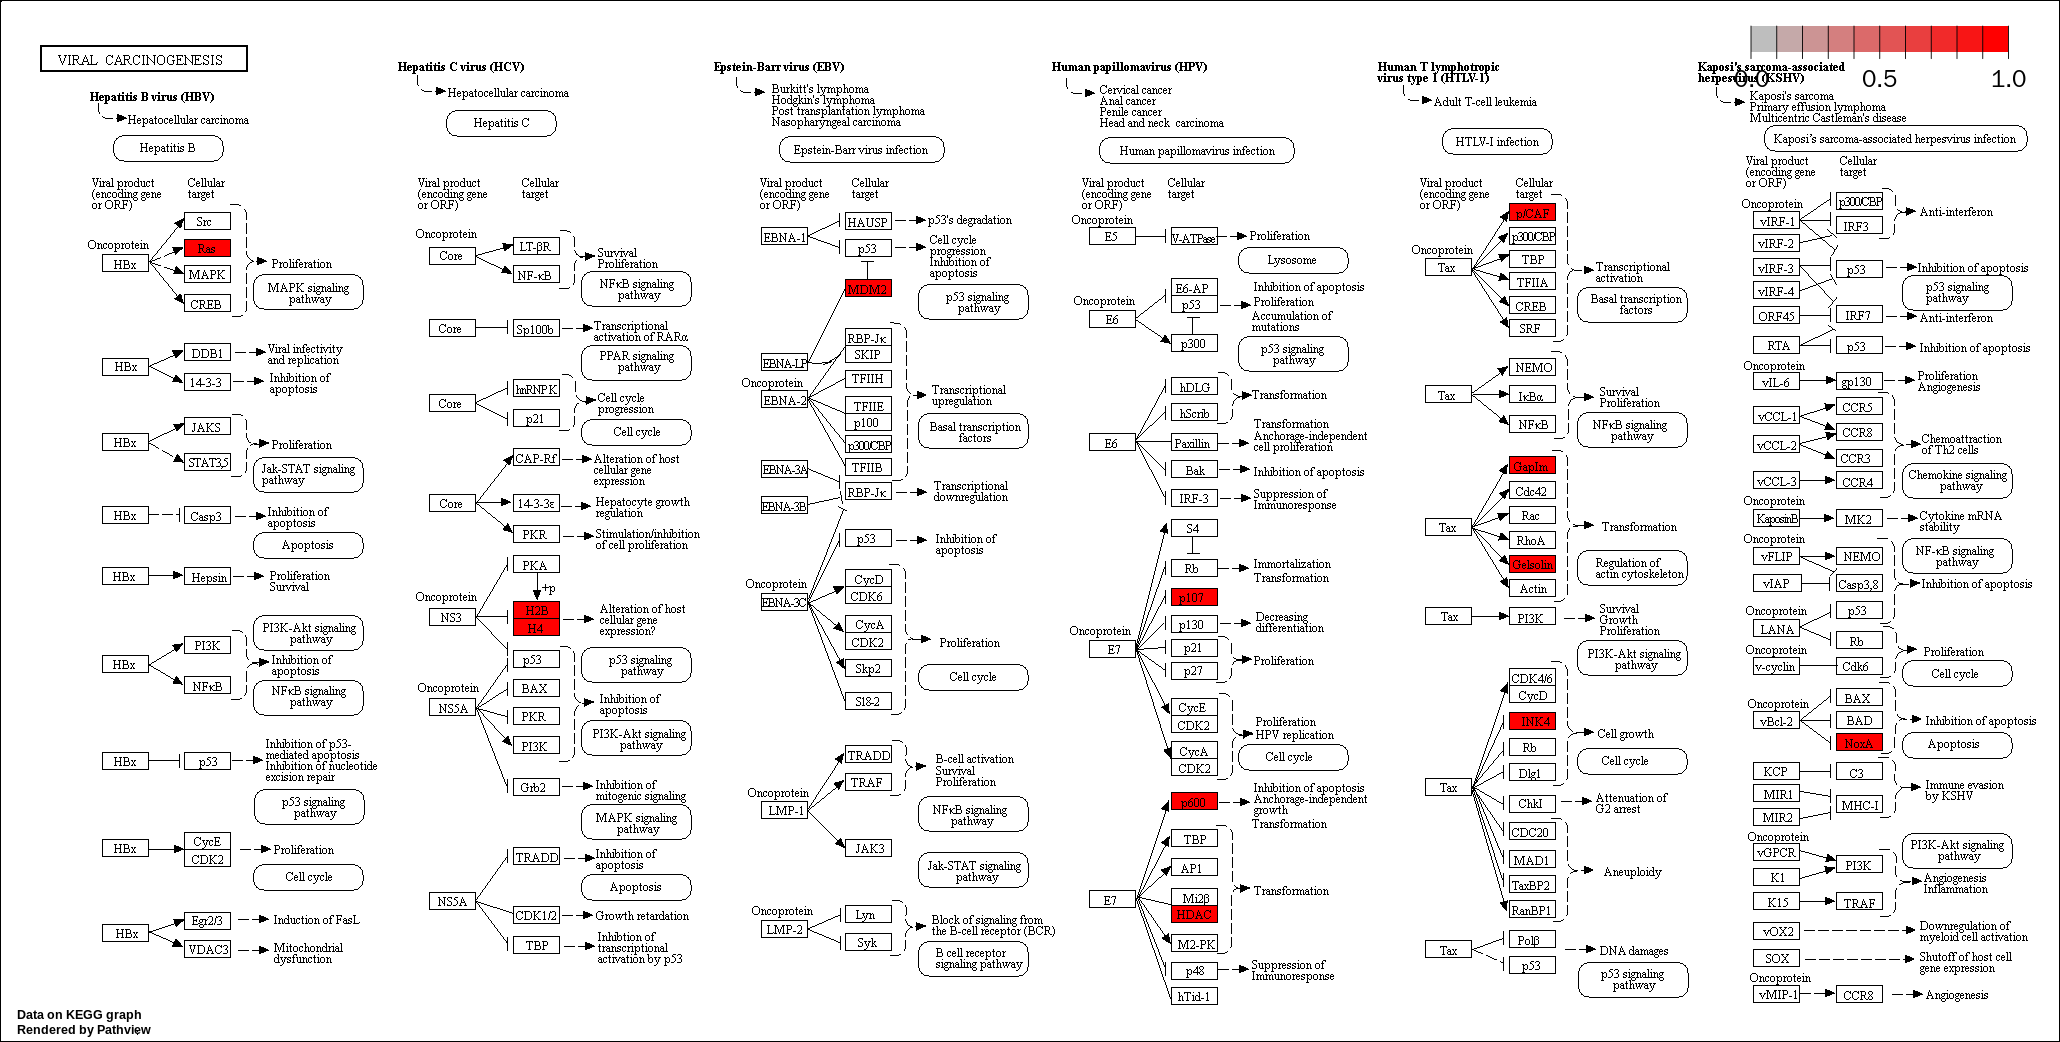 VIRAL CARCINOGENESIS
0.0
0.5
1.0
Hepatitis B virus (HBV)
Hepatocellular carcinoma
Hepatitis B
Viral product
(encoding gene
or ORF)
Cellular
target
Src
Oncoprotein
Ras
HBx
MAPK
CREB
Proliferation
MAPK signaling
pathway
HBx
DDB1
Viral infectivity
and replication
14-3-3
Inhibition of
apoptosis
HBx
JAKS
STAT3,5
Proliferation
Jak-STAT signaling
pathway
HBx
Casp3
Inhibition of
apoptosis
Apoptosis
HBx
Hepsin
Proliferation
Survival
PI3K-Akt signaling
pathway
HBx
PI3K
NFκB
Inhibition of
apoptosis
NFκB signaling
pathway
HBx
p53
Inhibition of p53-
mediated apoptosis
Inhibition of nucleotide
excision repair
p53 signaling
pathway
HBx
CycE
CDK2
Proliferation
Cell cycle
HBx
Egr2/3
Induction of FasL
VDAC3
Mitochondrial
dysfunction
Hepatitis C virus (HCV)
Hepatocellular carcinoma
Hepatitis C
Viral product
(encoding gene
or ORF)
Cellular
target
Oncoprotein
Core
LT-βR
NF-κB
Survival
Proliferation
NFκB signaling
pathway
Core
Sp100b
Transcriptional
activation of RARα
PPAR signaling
pathway
Core
hnRNPK
p21
Cell cycle
progression
Cell cycle
Core
CAP-Rf
Alteration of host
cellular gene
expression
14-3-3ε
Hepatocyte growth
regulation
PKR
Stimulation/inhibition
of cell proliferation
PKA
+p
Oncoprotein
NS3
H2B
H4
Alteration of host
cellular gene
expression?
p53
p53 signaling
pathway
Oncoprotein
NS5A
BAX
PKR
PI3K
Inhibition of
apoptosis
PI3K-Akt signaling
pathway
Grb2
Inhibition of
mitogenic signaling
MAPK signaling
pathway
NS5A
TRADD
Inhibition of
apoptosis
Apoptosis
CDK1/2
Growth retardation
TBP
Inhibition of
transcriptional
activation by p53
Epstein-Barr virus (EBV)
Burkitt's lymphoma
Hodgkin's lymphoma
Post transplantation lymphoma
Nasopharyngeal carcinoma
Epstein-Barr virus infection
Viral product
(encoding gene
or ORF)
Cellular
target
EBNA-1
HAUSP
p53's degradation
p53
Cell cycle
progression
Inhibition of
apoptosis
MDM2
p53 signaling
pathway
EBNA-LP
RBP-Jκ
SKIP
Oncoprotein
EBNA-2
TFIIH
TFIIE
p100
p300/CBP
TFIIB
Transcriptional
upregulation
Basal transcription
factors
EBNA-3A
EBNA-3B
RBP-Jκ
Transcriptional
downregulation
p53
Inhibition of
apoptosis
Oncoprotein
EBNA-3C
CycD
CDK6
CycA
CDK2
Skp2
S18-2
Proliferation
Cell cycle
Oncoprotein
LMP-1
TRADD
TRAF
B-cell activation
Survival
Proliferation
NFκB signaling
pathway
JAK3
Jak-STAT signaling
pathway
Oncoprotein
LMP-2
Lyn
Syk
Block of signaling from
the B-cell receptor (BCR)
B cell receptor
signaling pathway
Human papillomavirus (HPV)
Cervical cancer
Anal cancer
Penile cancer
Head and neck carcinoma
Human papillomavirus infection
Viral product
(encoding gene
or ORF)
Cellular
target
Oncoprotein
E5
V-ATPase
Proliferation
Lysosome
Oncoprotein
E6
E6-AP
p53
p300
Inhibition of apoptosis
Proliferation
Accumulation of
mutations
p53 signaling
pathway
E6
hDLG
hScrib
Transformation
Paxillin
Transformation
Anchorage-independent
cell proliferation
Bak
Inhibition of apoptosis
IRF-3
Suppression of
Immunoresponse
S4
Rb
Immortalization
Transformation
p107
Oncoprotein
E7
p130
Decreasing
differentiation
p21
p27
Proliferation
CycE
CDK2
CycA
CDK2
Proliferation
HPV replication
Cell cycle
p600
Inhibition of apoptosis
Anchorage-independent
growth
Transformation
E7
TBP
AP1
Mi2β
HDAC
M2-PK
Transformation
p48
Suppression of
Immunoresponse
hTid-1
Human T lymphotropic
virus type 1 (HTLV-1)
Adult T-cell leukemia
HTLV-I infection
Viral product
(encoding gene
or ORF)
Cellular
target
Oncoprotein
Tax
p/CAF
p300/CBP
TBP
TFIIA
CREB
SRF
Transcriptional
activation
Basal transcription
factors
Tax
NEMO
IκBα
NFκB
Survival
Proliferation
NFκB signaling
pathway
Tax
GapIm
Cdc42
Rac
RhoA
Gelsolin
Actin
Transformation
Regulation of
actin cytoskeleton
Tax
PI3K
Survival
Growth
Proliferation
PI3K-Akt signaling
pathway
Tax
CDK4/6
CycD
INK4
Rb
Dlg1
Cell growth
Cell cycle
ChkI
Attenuation of
G2 arrest
CDC20
MAD1
TaxBP2
RanBP1
Aneuploidy
Tax
Polβ
p53
DNA damages
p53 signaling
pathway
Kaposi's sarcoma-associated
herpesvirus (KSHV)
Kaposi's sarcoma
Primary effusion lymphoma
Multicentric Castleman's disease
Kaposi's sarcoma-associated herpesvirus infection
Viral product
(encoding gene
or ORF)
Cellular
target
Oncoprotein
vIRF-1
p300/CBP
IRF3
Anti-interferon
vIRF-2
vIRF-3
p53
Inhibition of apoptosis
p53 signaling
pathway
vIRF-4
ORF45
IRF7
Anti-interferon
RTA
p53
Inhibition of apoptosis
Oncoprotein
vIL-6
gp130
Proliferation
Angiogenesis
vCCL-1
CCR5
CCR8
vCCL-2
CCR3
vCCL-3
CCR4
Chemoattraction
of Th2 cells
Chemokine signaling
pathway
Oncoprotein
KaposinB
MK2
Cytokine mRNA
stability
Oncoprotein
vFLIP
NEMO
NF-κB signaling
pathway
vIAP
Casp3,8
Inhibition of apoptosis
Oncoprotein
LANA
p53
Rb
Proliferation
Oncoprotein
v-cyclin
Cdk6
Cell cycle
Oncoprotein
vBcl-2
BAX
BAD
NoxA
Inhibition of apoptosis
Apoptosis
KCP
C3
MIR1
MHC-I
MIR2
Immune evasion
by KSHV
Oncoprotein
vGPCR
K1
PI3K
PI3K-Akt signaling
pathway
K15
TRAF
Angiogenesis
Inflammation
vOX2
Downregulation of
myeloid cell activation
SOX
Shutoff of host cell
gene expression
Oncoprotein
vMIP-1
CCR8
Angiogenesis
Data on KEGG graph
Rendered by Pathview